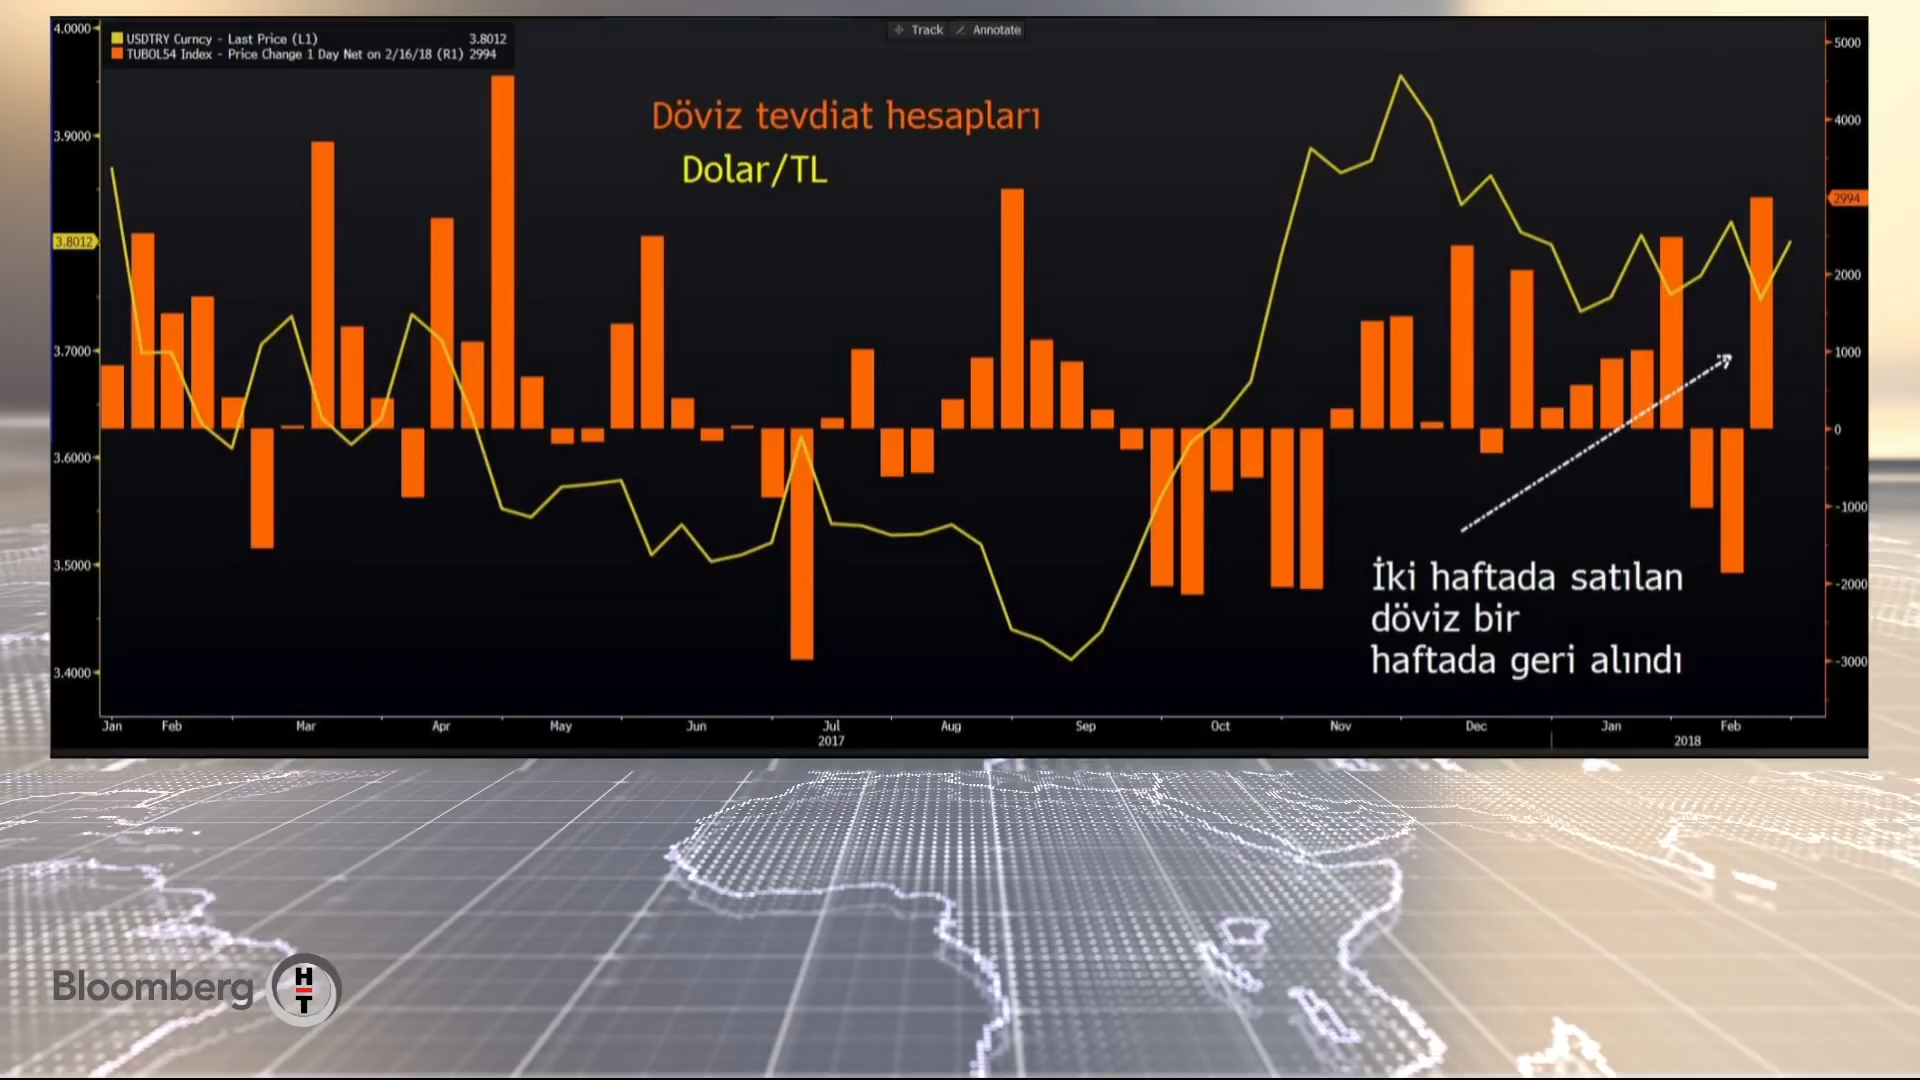 4.0000
USDTRY Curncy - Last Price (L1) 3.8012
TUBOL54 Index - Price Change 1 Day Net on 2/16/18 (R1) 2994
Track Annotate
5000
Döviz tevdiat hesapları
4000
3.9000
Dolar/TL
2994
3.8012
2000
3.7000
1000
0
3.6000
-1000
3.5000
İki haftada satılan
-2000
döviz bir
haftada geri alındı
-3000
3.4000
Jan Feb Mar Apr May Jun Jul Aug Sep Oct Nov Dec Jan Feb
2017 2018
Bloomberg HT